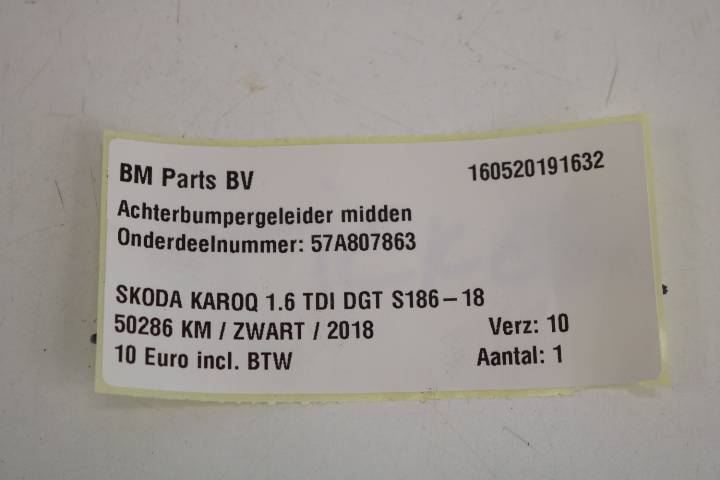 BM Parts BV 160520191632
Achterbumpergeleider midden
Onderdeelnummer: 57A807863
SKODA KAROQ 1.6 TDI DGT S186-18
50286 KM / ZWART / 2018 Verz: 10
10 Euro incl. BTW Aantal: 1